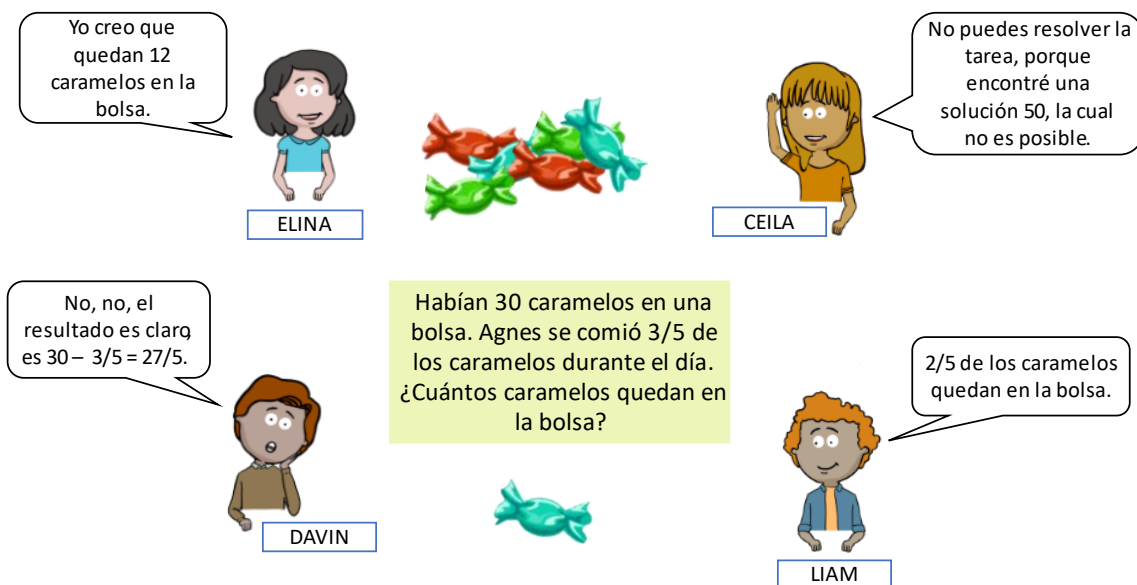 Yo creo que
quedan 12
caramelos en la
bolsa.
ELINA
No puedes resolver la
tarea, porque
encontré una
solución 50, la cual
no es posible.
CEILA
No, no, el
resultado es claro,
es 30 – 3/5 = 27/5.
DAVIN
Habían 30 caramelos en una
bolsa. Agnes se comió 3/5 de
los caramelos durante el día.
¿Cuántos caramelos quedan en
la bolsa?
2/5 de los caramelos
quedan en la bolsa.
LIAM